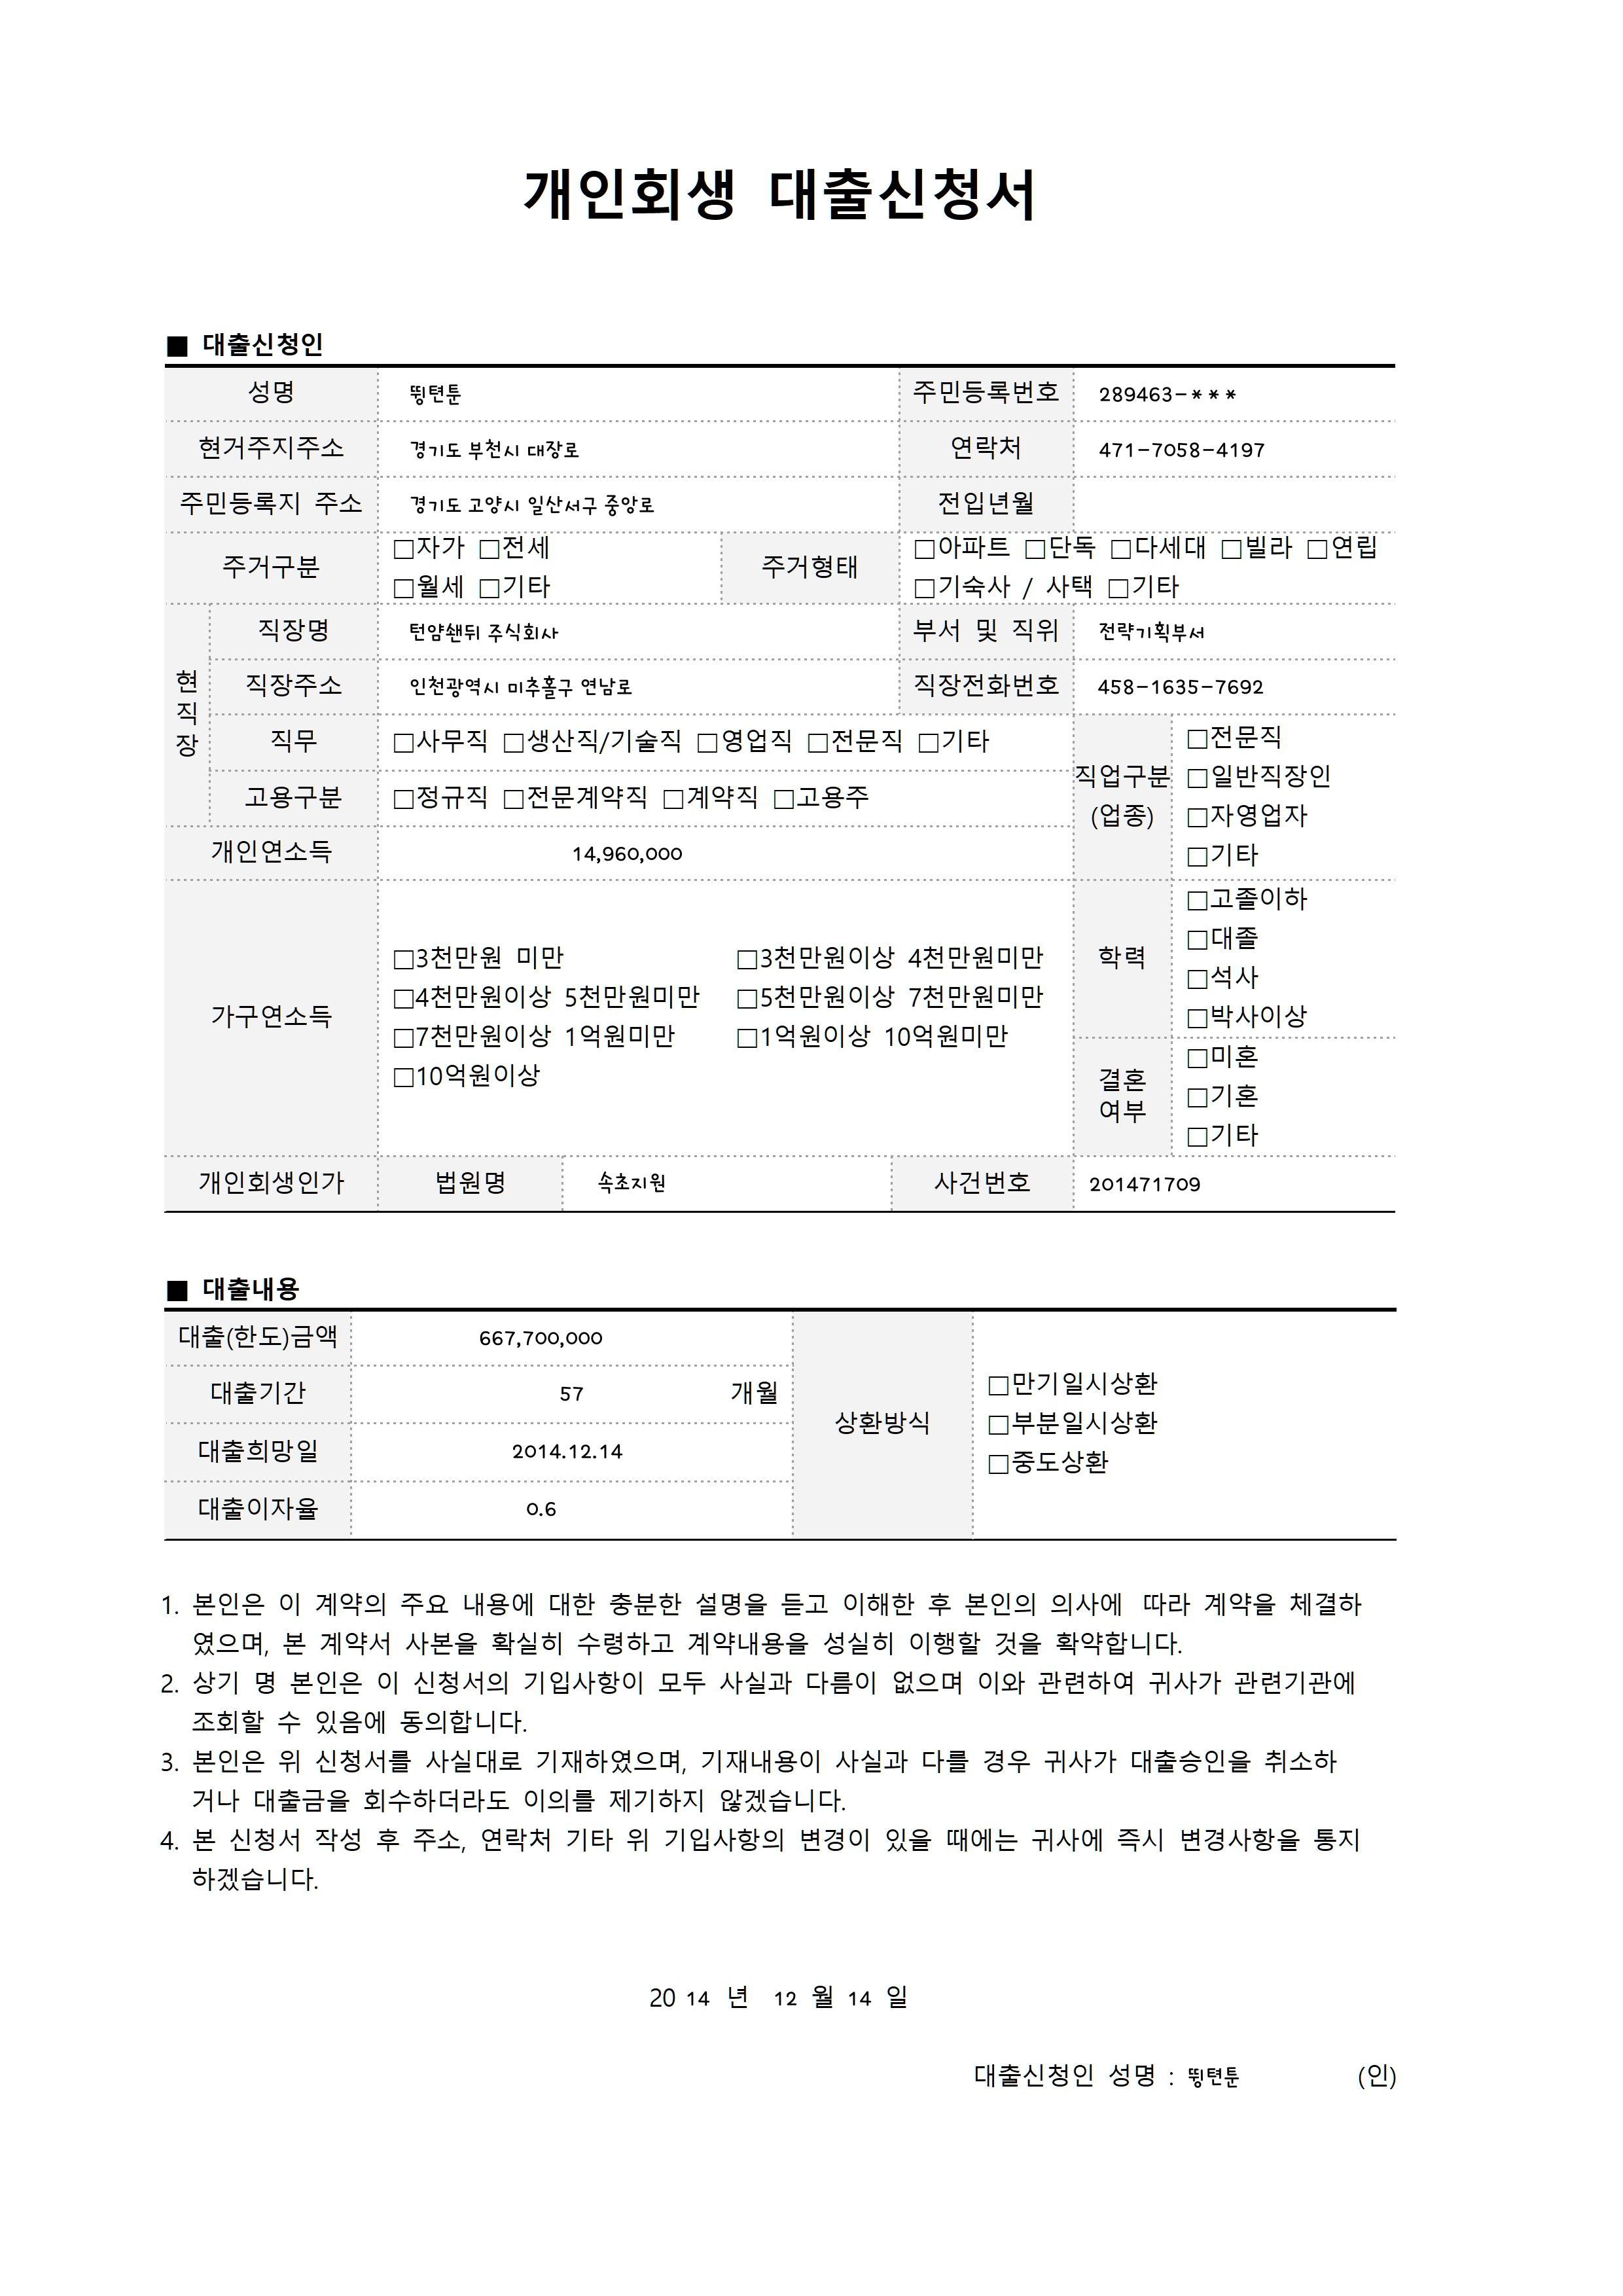 개인회생 대출신청서
■ 대출신청인
성명 뛩텬툰 주민등록번호 289463-***
현거주지주소 경기도 부천시 대장로 연락처 471-7058-4197
주민등록지 주소 경기도 고양시 일산서구 중앙로 전입년월
주거구분 □자가 □전세 주거형태 □아파트 □단독 □다세대 □빌라 □연립
□월세 □기타 □기숙사 / 사택 □기타
현직장 직장명 주식회사 부서 및 직위 전략기획부서
직장주소 인천광역시 미추홀구 연남로 직장전화번호 458-1635-7692
직무 □사무직 □생산직/기술직 □영업직 □전문직 □기타
고용구분 □정규직 □전문계약직 □계약직 □고용주
직업구분 (업종) □전문직
□일반직장인
□자영업자
□기타
개인연소득 14,960,000
가구연소득 □3천만원 미만 □3천만원이상 4천만원미만
□4천만원이상 5천만원미만 □5천만원이상 7천만원미만
□7천만원이상 1억원미만 □1억원이상 10억원미만
□10억원이상
학력 □고졸이하
□대졸
□석사
□박사이상
결혼여부 □미혼
□기혼
□기타
개인회생인가 법원명 속초지원 사건번호 201471709
■ 대출내용
대출(한도)금액 667,700,000
대출기간 57 개월
대출희망일 2014.12.14
대출이자율 0.6
상환방식 □만기일시상환
□부분일시상환
□중도상환
1. 본인은 이 계약의 주요 내용에 대한 충분한 설명을 듣고 이해한 후 본인의 의사에 따라 계약을 체결하
였으며, 본 계약서 사본을 확실히 수령하고 계약내용을 성실히 이행할 것을 확약합니다.
2. 상기 명 본인은 이 신청서의 기입사항이 모두 사실과 다름이 없으며 이와 관련하여 귀사가 관련기관에
조회할 수 있음에 동의합니다.
3. 본인은 위 신청서를 사실대로 기재하였으며, 기재내용이 사실과 다를 경우 귀사가 대출승인을 취소하
거나 대출금을 회수하더라도 이의를 제기하지 않겠습니다.
4. 본 신청서 작성 후 주소, 연락처 기타 위 기입사항의 변경이 있을 때에는 귀사에 즉시 변경사항을 통지
하겠습니다.
20 14 년 12 월 14 일
대출신청인 성명 : 뛩텬툰 (인)